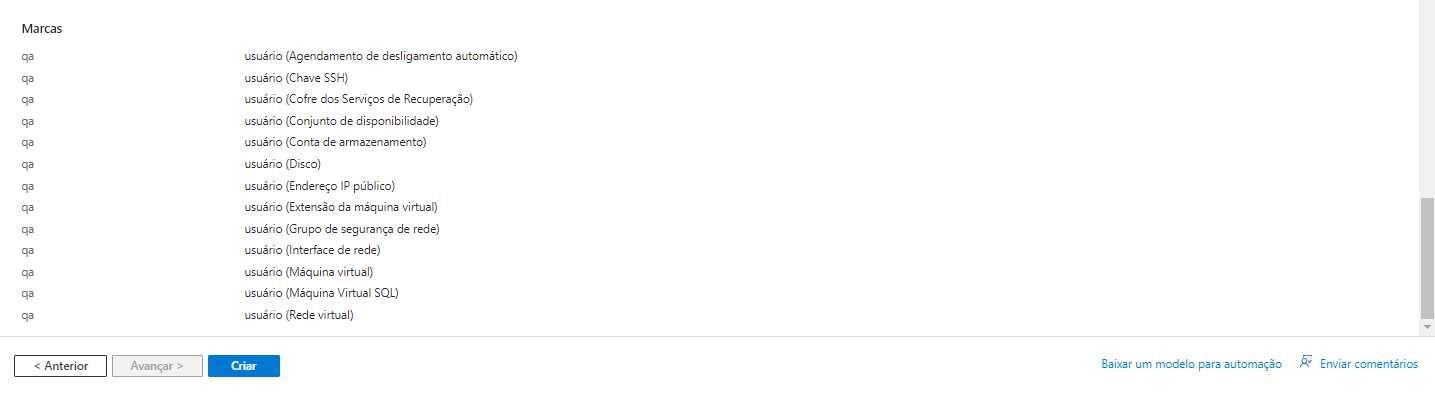 Marcas
qa usuário (Agendamento de desligamento automático)
qa usuário (Chave SSH)
qa usuário (Cofre dos Serviços de Recuperação)
qa usuário (Conjunto de disponibilidade)
qa usuário (Conta de armazenamento)
qa usuário (Disco)
qa usuário (Endereço IP público)
qa usuário (Extensão da máquina virtual)
qa usuário (Grupo de segurança de rede)
qa usuário (Interface de rede)
qa usuário (Máquina virtual)
qa usuário (Máquina Virtual SQL)
qa usuário (Rede virtual)
< Anterior Avançar > Criar Baixar um modelo para automação Enviar comentários